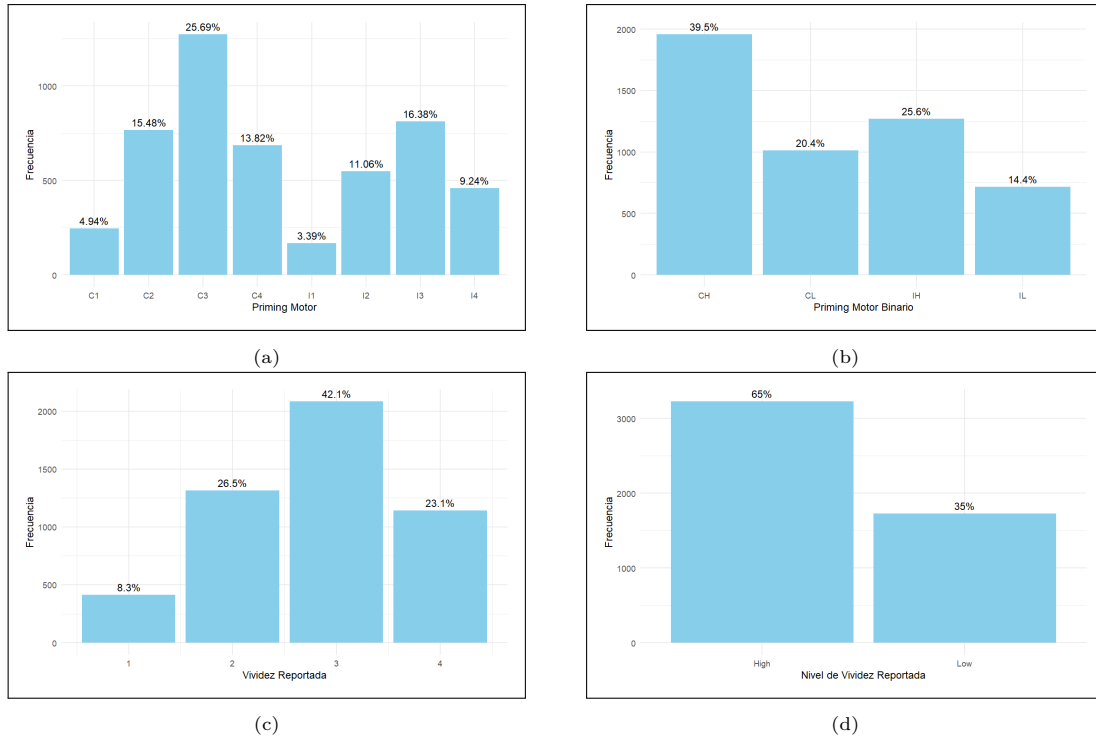 25.69%
16.38%
15.48%
13.82%
11.06%
9.24%
4.94%
3.39%
1000
500
0
Frecuencia
C1 C2 C3 C4 I1 I2 I3 I4
Priming Motor
(a)
39.5%
25.6%
20.4%
14.4%
2000
1500
1000
500
0
Frecuencia
CH CL IH IL
Priming Motor Binario
(b)
42.1%
26.5%
23.1%
8.3%
2000
1500
1000
500
0
Frecuencia
1 2 3 4
Vividez Reportada
(c)
65%
35%
3000
2000
1000
0
Frecuencia
High Low
Nivel de Vividez Reportada
(d)